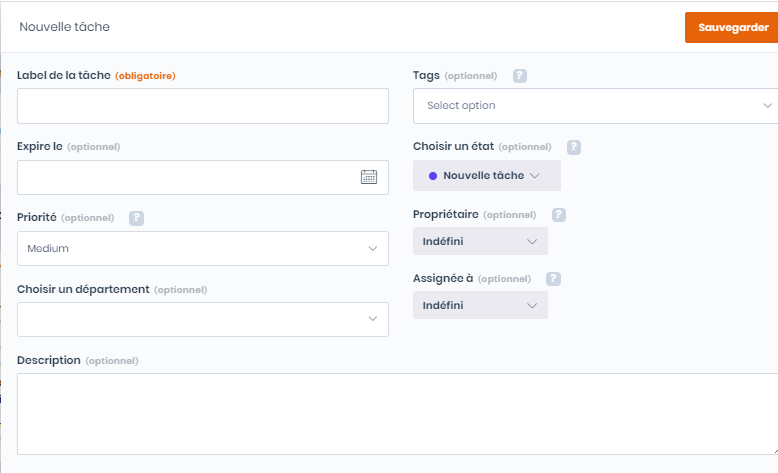 Nouvelle tâche
Sauvegarder
Label de la tâche (obligatoire)
Tags (optionnel) ?
Select option
Expire le (optionnel)
Choisir un état (optionnel) ?
Nouvelle tâche
Priorité (optionnel) ?
Medium
Propriétaire (optionnel) ?
Indéfini
Choisir un département (optionnel)
Assignée à (optionnel) ?
Indéfini
Description (optionnel)